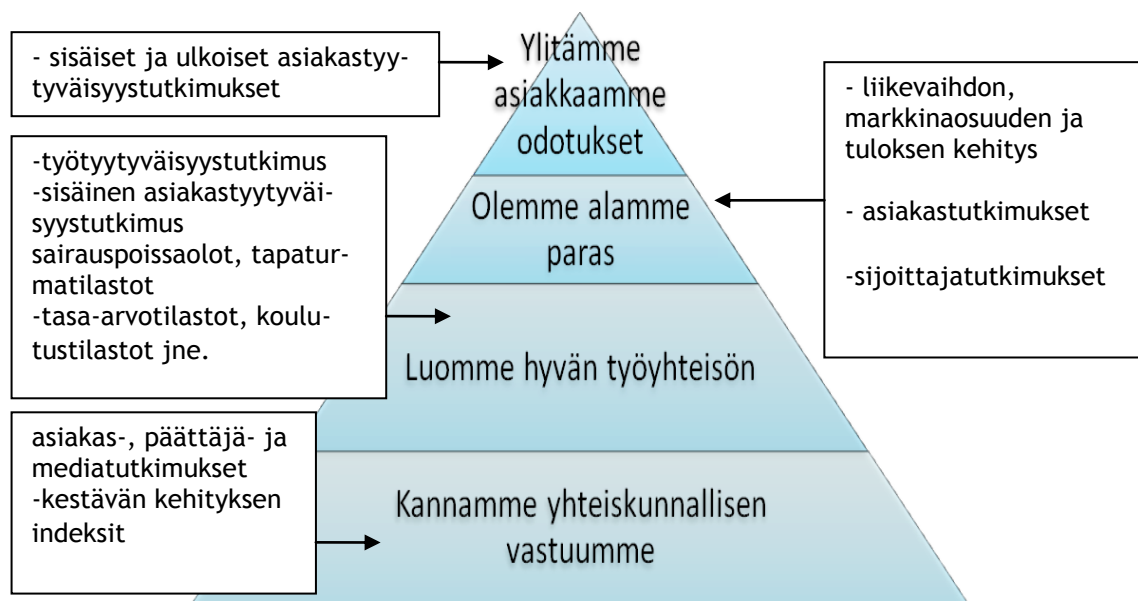 - sisäiset ja ulkoiset asiakastyy-
tyväisyystutkimukset
Ylitämme
asiakkaamme
odotukset
- liikevaihdon,
markkinaosuuden ja
tuloksen kehitys
- asiakastutkimukset
-sijoittajatutkimukset
-työtyytyväisyystutkimus
-sisäinen asiakastyytyväi-
syystutkimus
sairauspoissaolot, tapatur-
matilastot
-tasa-arvotilastot, koulu-
tustilastot jne.
Olemme alamme
paras
Luomme hyvän työyhteisön
asiakas-, päättäjä- ja
mediatutkimukset
-kestävän kehityksen
indeksit
Kannamme yhteiskunnallisen
vastuumme